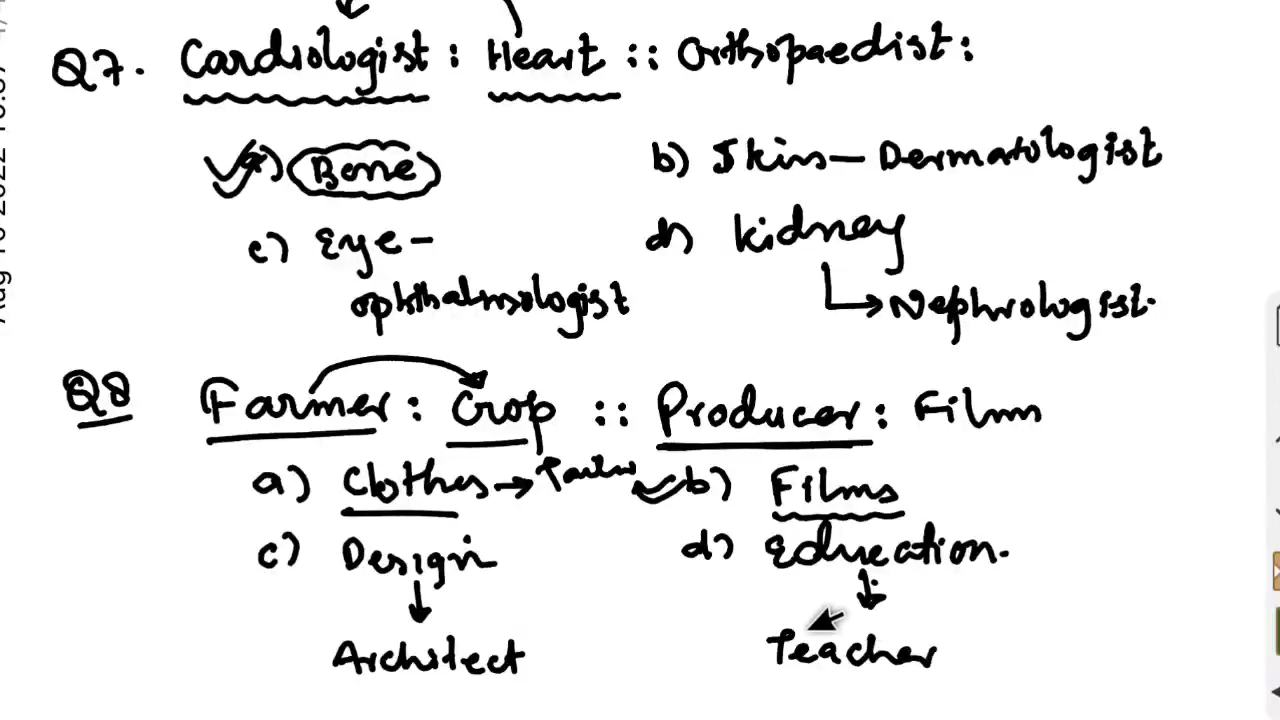 Q7. Cardiologist : Heart :: Orthopaedist :
a) Bone b) Skin – Dermatologist
c) Eye – d) Kidney
ophthalmologist Nephrologist.
Q8 Farmer : Crop :: Producer : Films
a) Clothes → Tailor b) Films
c) Design d) Education.
Architect Teacher